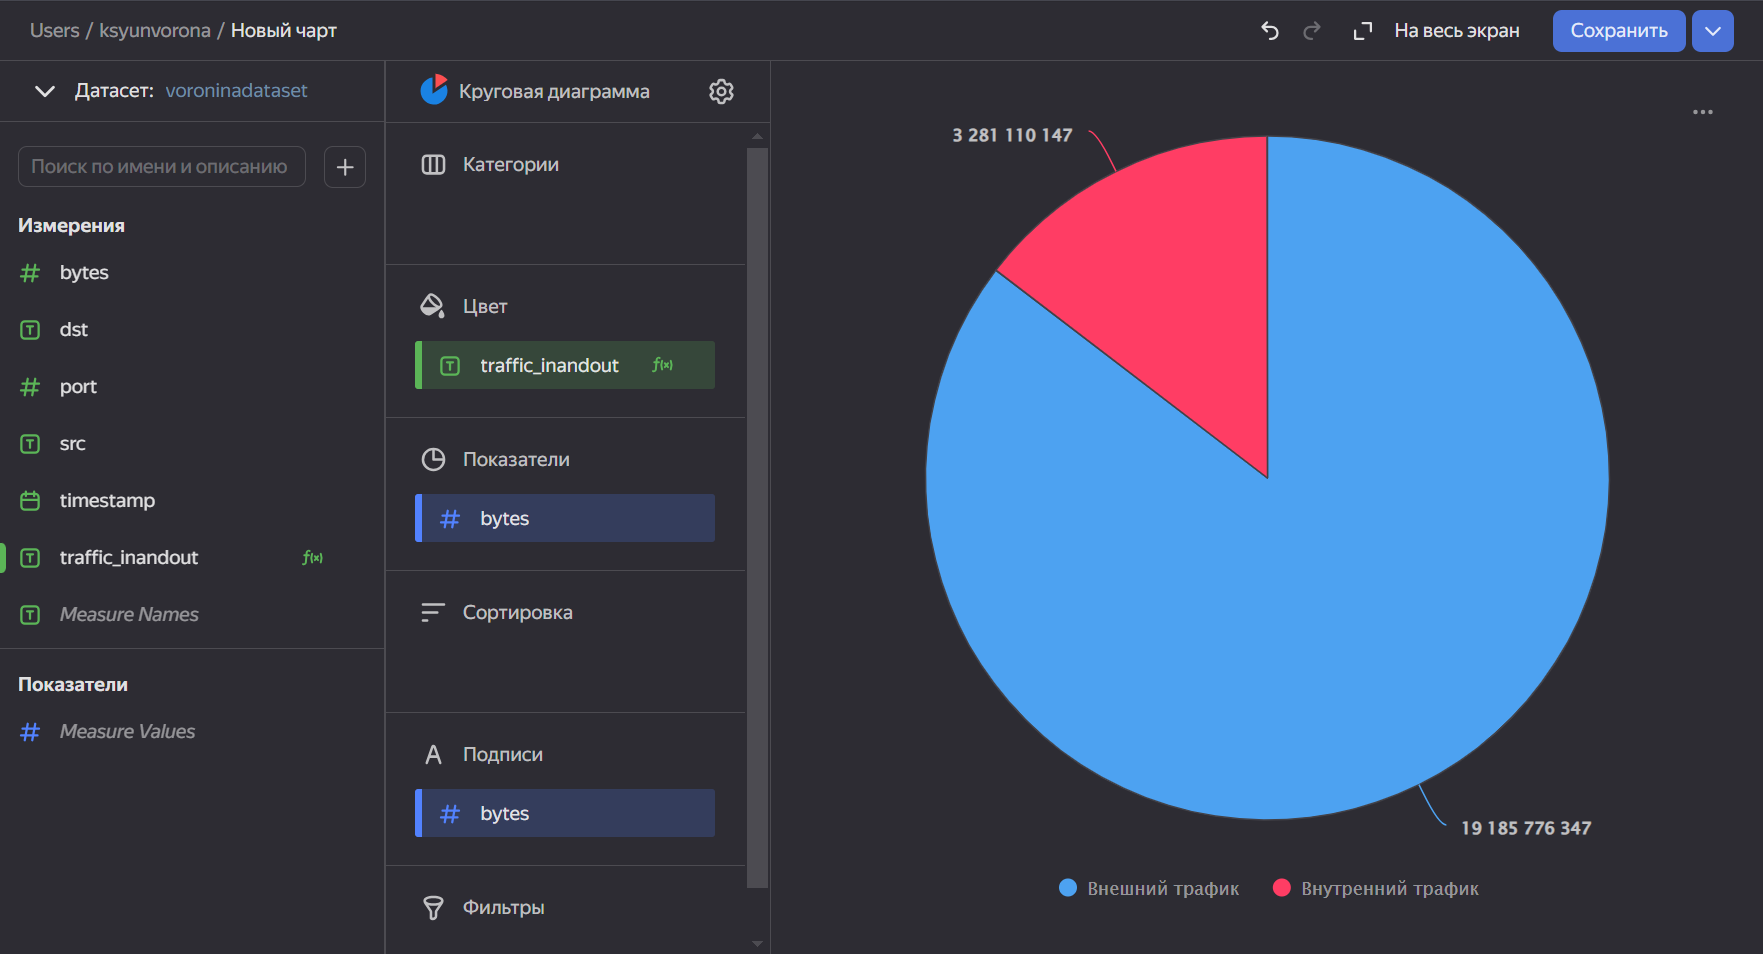 Users / ksyunvorona / Новый чарт
На весь экран
Сохранить
Датасет: voroninadataset
Поиск по имени и описанию
+
Измерения
# bytes
T dst
# port
T src
timestamp
T traffic_inandout f(x)
T Measure Names
Показатели
# Measure Values
Круговая диаграмма
Категории
Цвет
T traffic_inandout f(x)
Показатели
# bytes
Сортировка
A Подписи
# bytes
Фильтры
3 281 110 147
19 185 776 347
Внешний трафик
Внутренний трафик